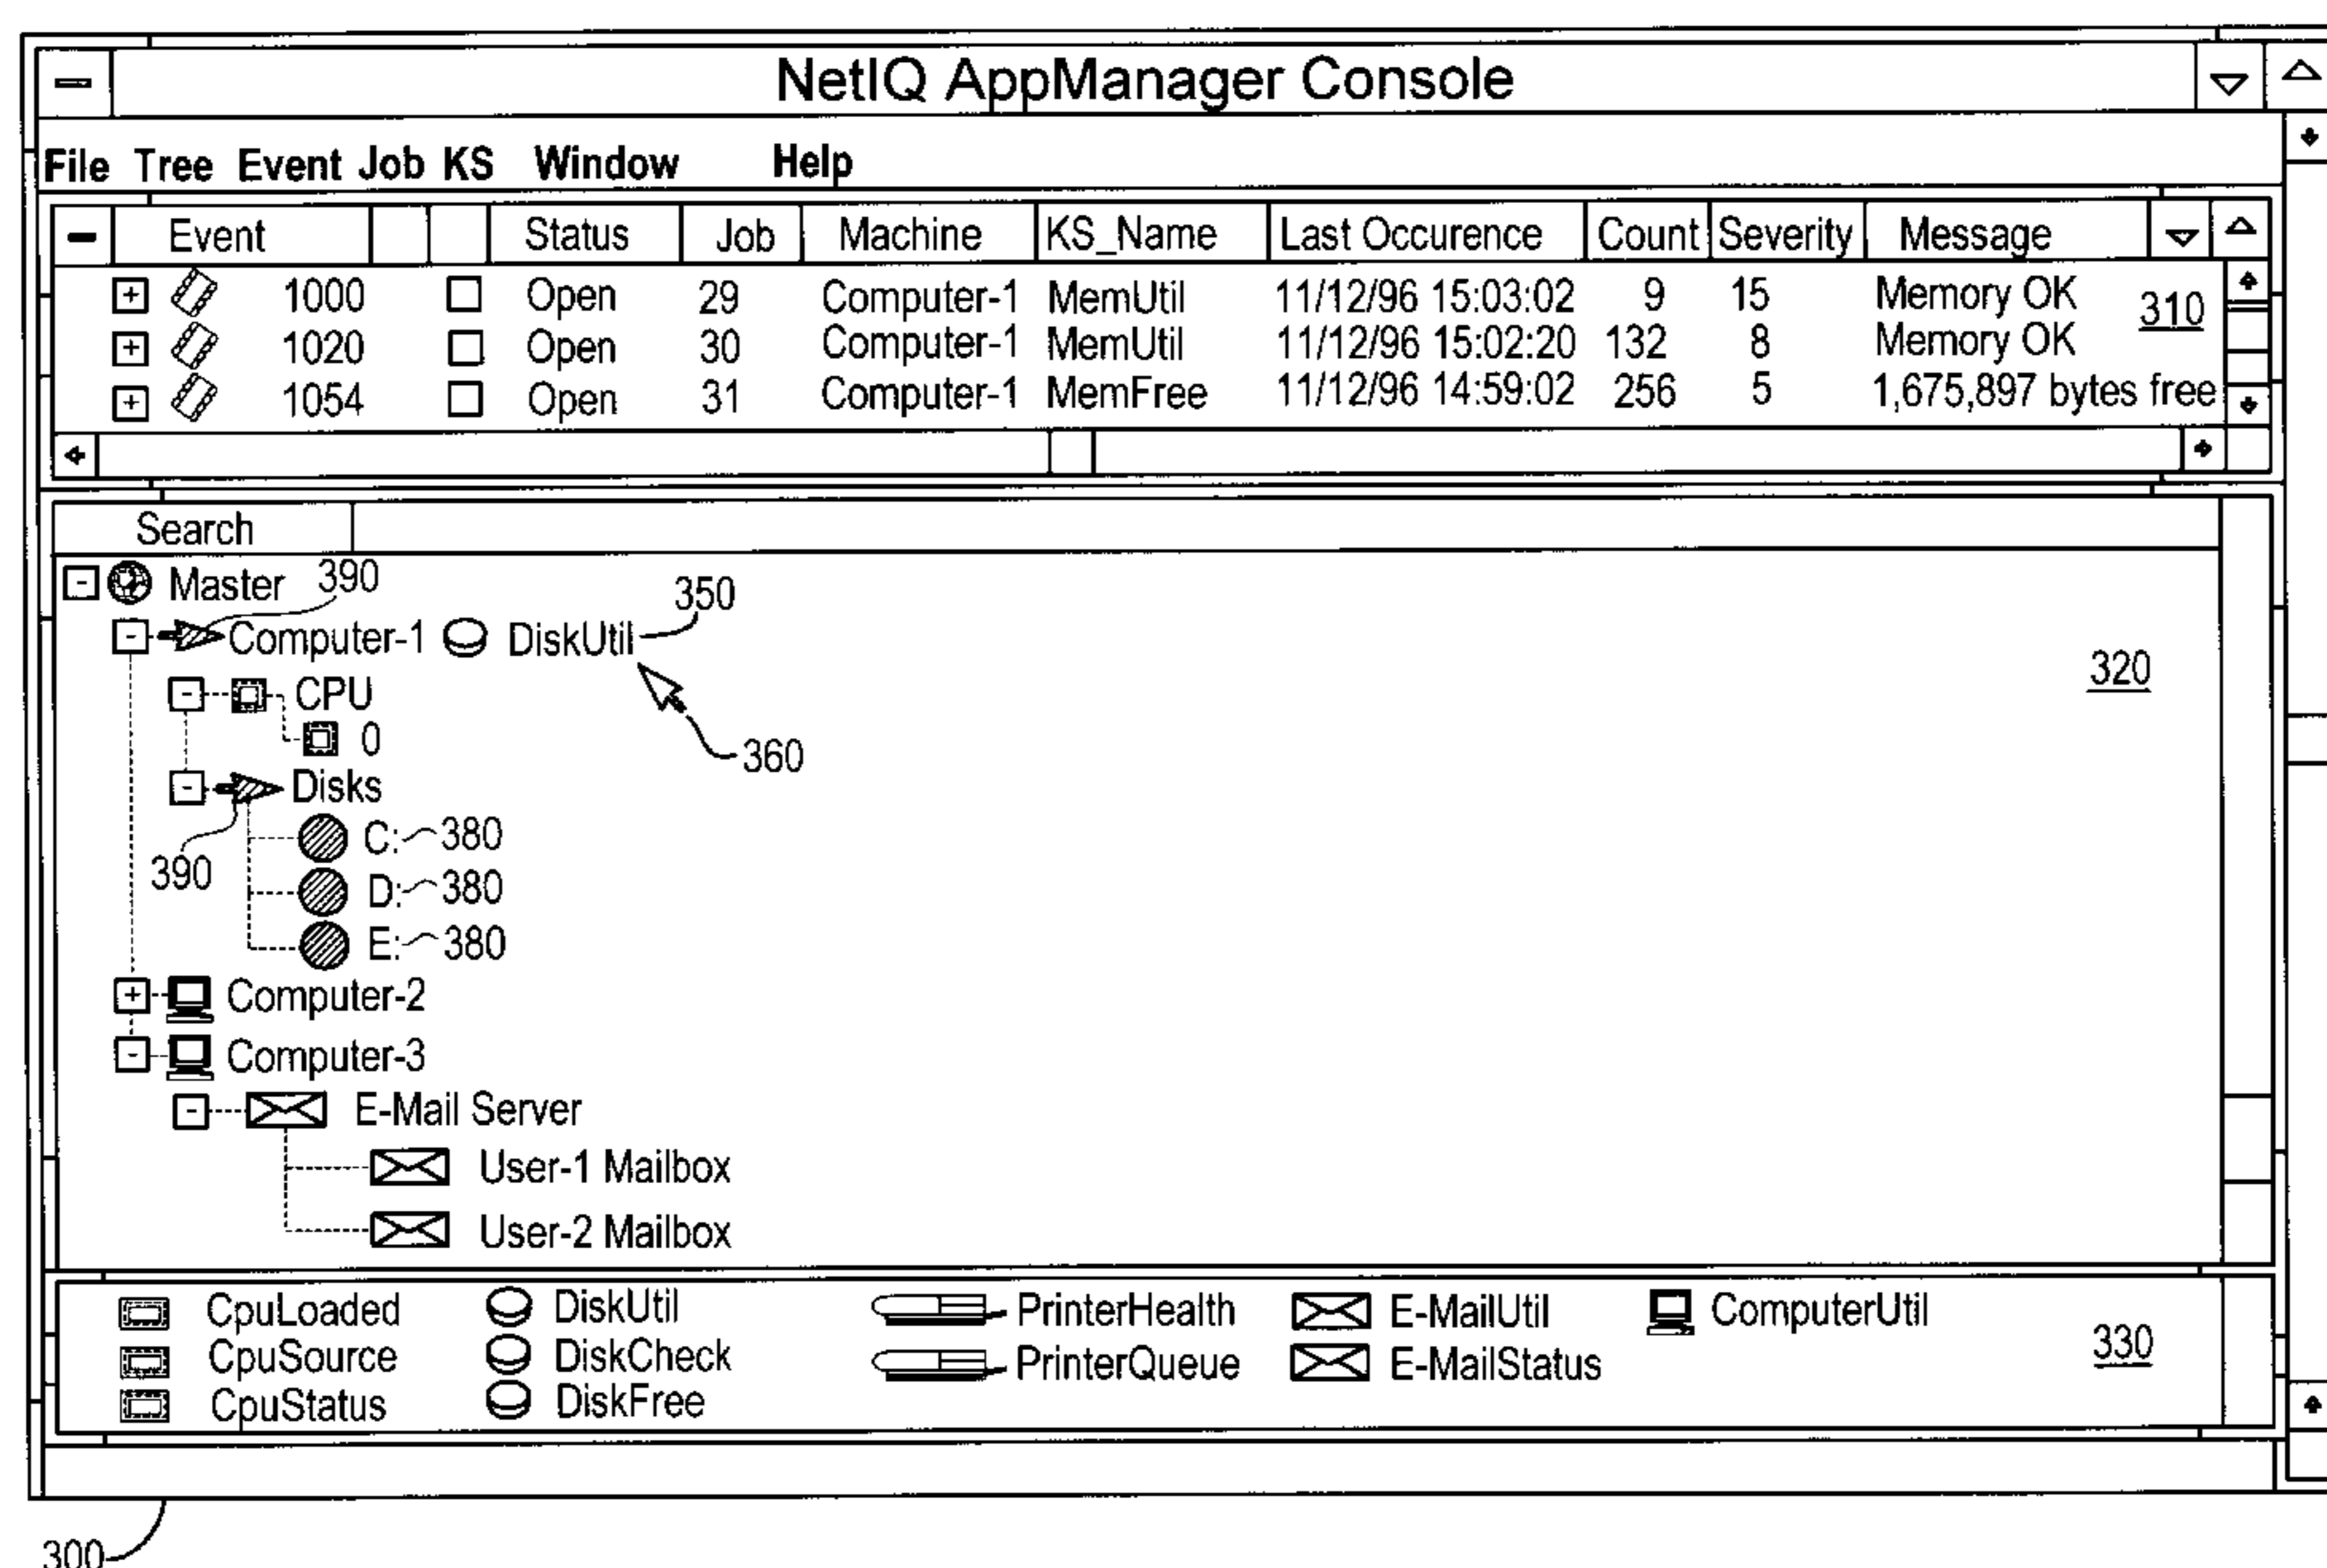 NetIQ AppManager Console
File Tree Event Job KS Window Help
Event Status Job Machine KS_Name Last Occurence Count Severity Message
1000 Open 29 Computer-1 MemUtil 11/12/96 15:03:02 9 15 Memory OK 310
1020 Open 30 Computer-1 MemUtil 11/12/96 15:02:20 132 8 Memory OK
1054 Open 31 Computer-1 MemFree 11/12/96 14:59:02 256 5 1,675,897 bytes free
Search
Master 390
350
Computer-1 DiskUtil
320
CPU
0
360
Disks
C: 380
390
D: 380
E: 380
Computer-2
Computer-3
E-Mail Server
User-1 Mailbox
User-2 Mailbox
CpuLoaded DiskUtil PrinterHealth E-MailUtil ComputerUtil
CpuSource DiskCheck PrinterQueue E-MailStatus 330
CpuStatus DiskFree
300